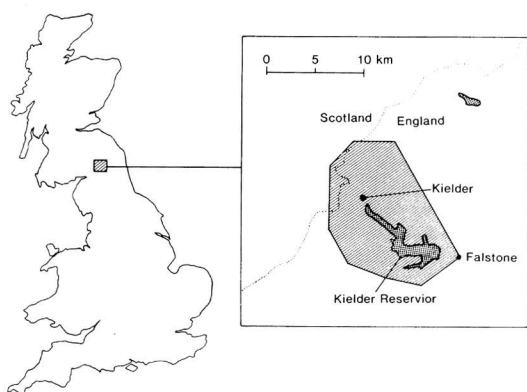 0 5 10 km
Scotland England
Kielder
Falstone
Kielder Reservior